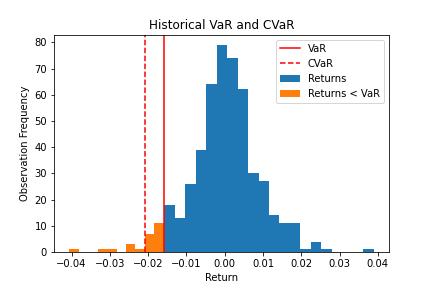 Historical VaR and CVaR
VaR
CVaR
Returns
Returns < VaR
Observation Frequency
80
70
60
50
40
30
20
10
0
−0.04 −0.03 −0.02 −0.01 0.00 0.01 0.02 0.03 0.04
Return